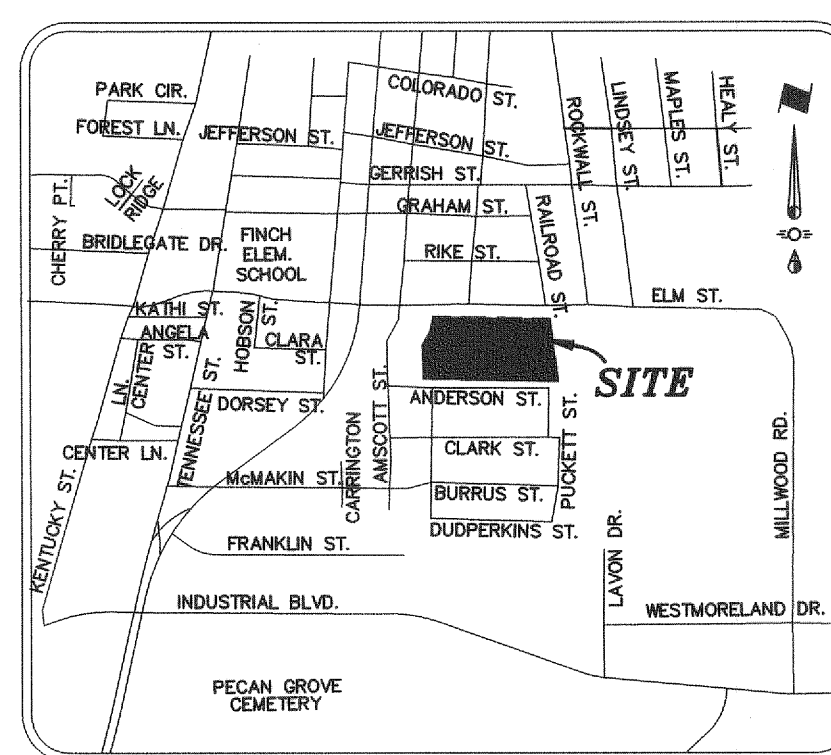 PARK CIR.
FOREST LN.
JEFFERSON ST.
COLORADO ST.
JEFFERSON ST.
GERRISH ST.
GRAHAM ST.
RIKE ST.
RAILROAD ST.
ROCKWALL ST.
LINDSEY ST.
MAPLES ST.
HEALY ST.
CHERRY PT.
LOCK
RIDGE
BRIDLEGATE DR.
FINCH
ELEM.
SCHOOL
ELM ST.
KATHI ST.
ANGELA
LN.
CENTER
ST.
HOBSON
ST.
CLARA
ST.
SITE
TENNESSEE ST.
DORSEY ST.
AMSCOTT ST.
ANDERSON ST.
CENTER LN.
CLARK ST.
PUCKETT ST.
McMAKIN ST.
CARRINGTON
BURRUS ST.
DUDPERKINS ST.
KENTUCKY ST.
FRANKLIN ST.
LAVON DR.
MILLWOOD RD.
INDUSTRIAL BLVD.
WESTMORELAND DR.
PECAN GROVE
CEMETERY